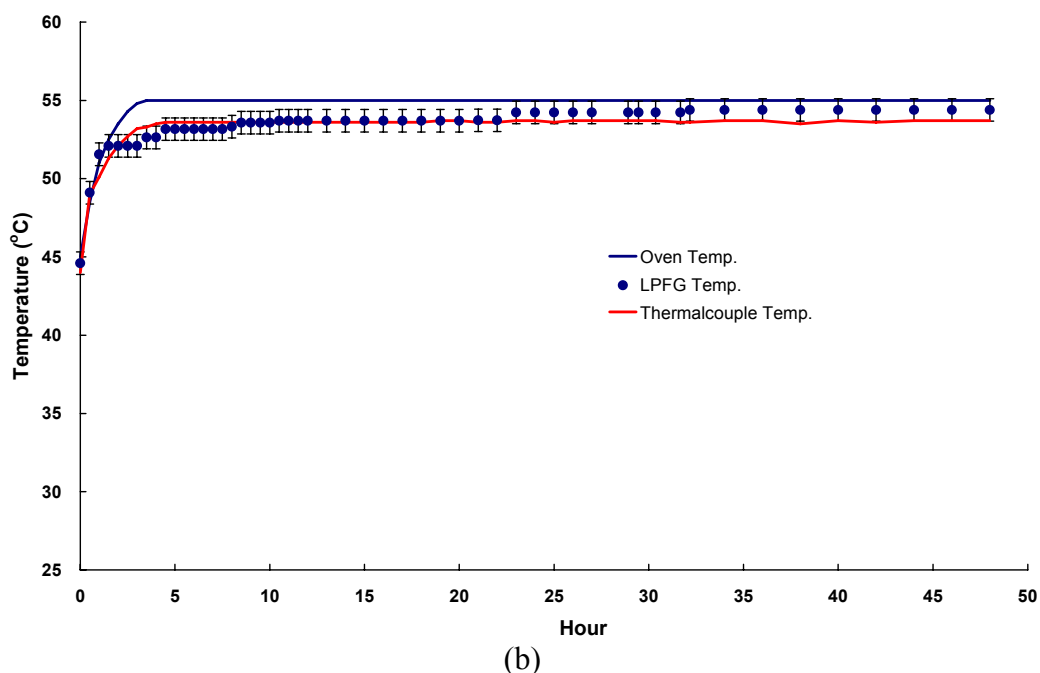 60
55
50
45
40
35
30
25
Temperature (°C)
Oven Temp.
LPFG Temp.
Thermalcouple Temp.
0 5 10 15 20 25 30 35 40 45 50
Hour
(b)